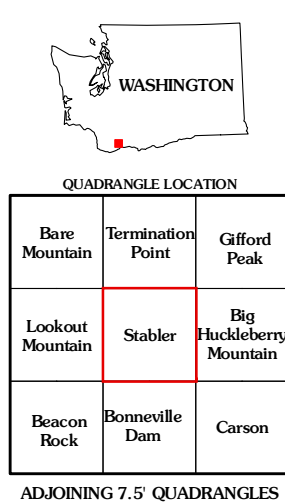 WASHINGTON
QUADRANGLE LOCATION
Bare
Mountain
Termination
Point
Gifford
Peak
Lookout
Mountain
Stabler
Big
Huckleberry
Mountain
Beacon
Rock
Bonneville
Dam
Carson
ADJOINING 7.5' QUADRANGLES